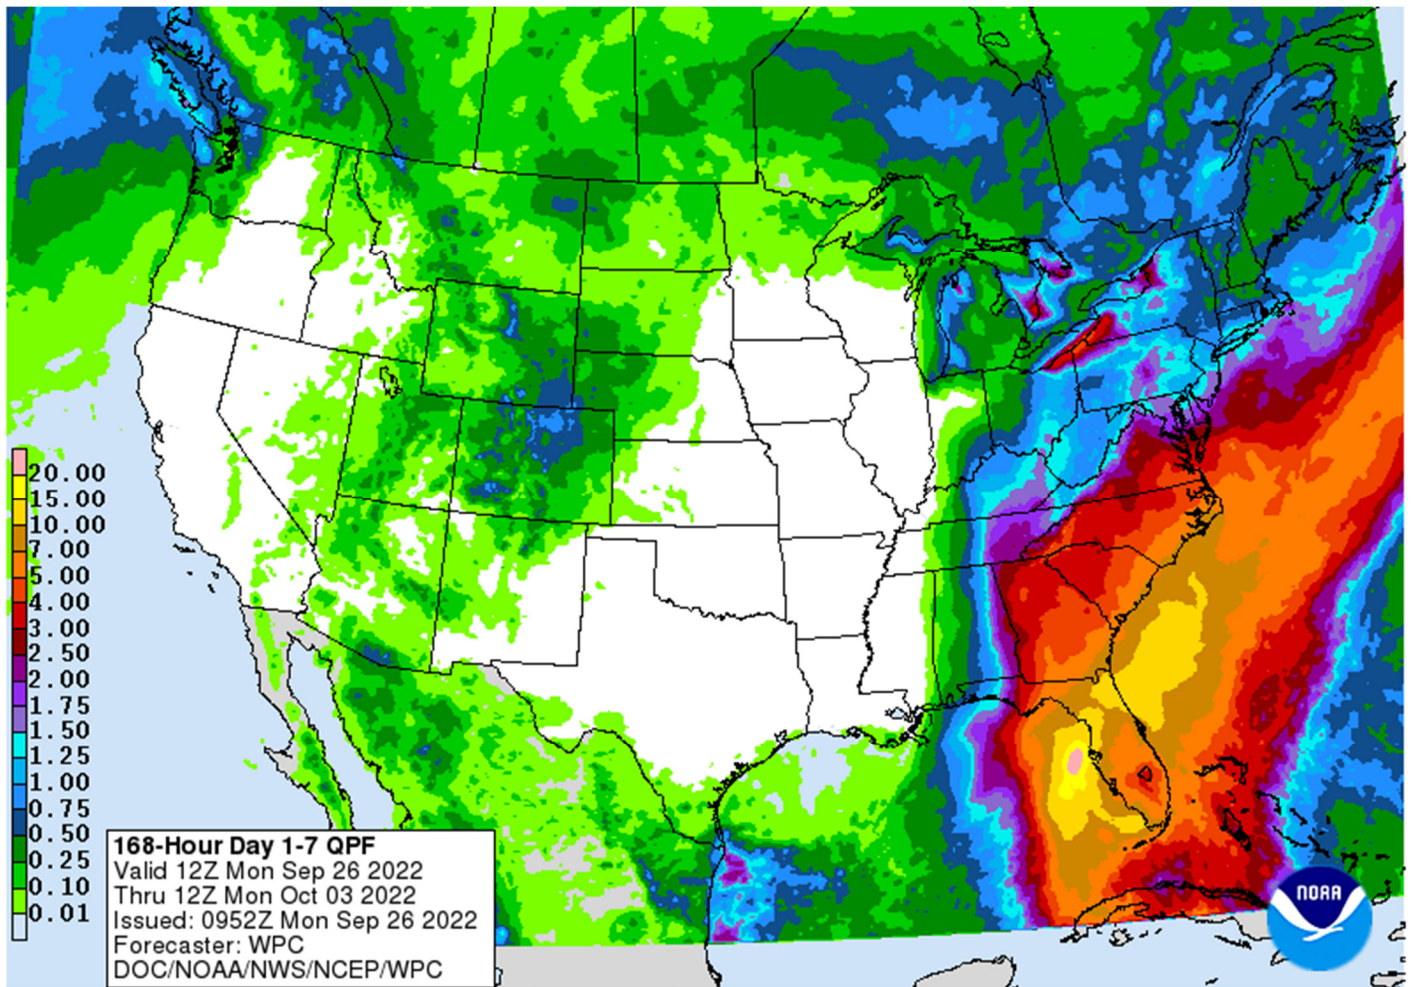 20.00
15.00
10.00
7.00
5.00
4.00
3.00
2.50
2.00
1.75
1.50
1.25
1.00
0.75
0.50
0.25
0.10
0.01
168-Hour Day 1-7 QPF
Valid 12Z Mon Sep 26 2022
Thru 12Z Mon Oct 03 2022
Issued: 0952Z Mon Sep 26 2022
Forecaster: WPC
DOC/NOAA/NWS/NCEP/WPC
NOAA